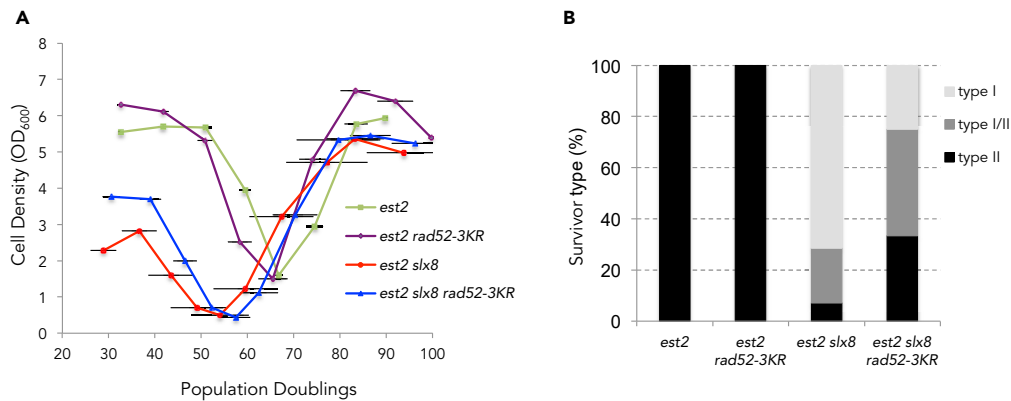 A
Cell Density (OD600)
8
7
6
5
4
3
2
1
0
20 30 40 50 60 70 80 90 100
Population Doublings
est2
est2 rad52-3KR
est2 slx8
est2 slx8 rad52-3KR
B
Survivor type (%)
100
80
60
40
20
0
est2
est2
rad52-3KR
est2 slx8
est2 slx8
rad52-3KR
type I
type I/II
type II